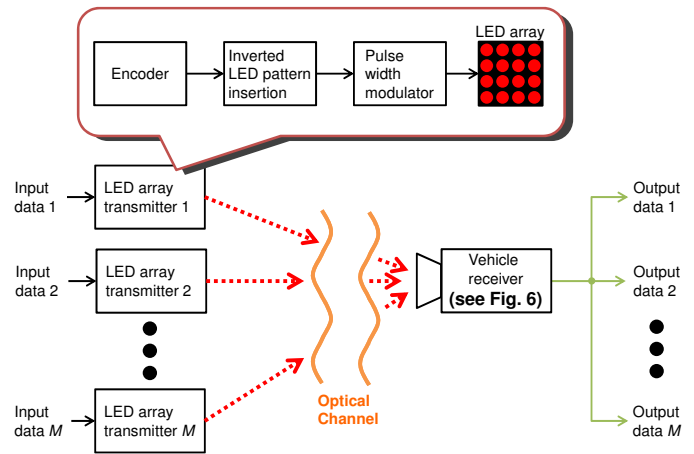 LED array
Encoder
Inverted
LED pattern
insertion
Pulse
width
modulator
Input
data 1
LED array
transmitter 1
Output
data 1
Input
data 2
LED array
transmitter 2
Vehicle
receiver
(see Fig. 6)
Output
data 2
Optical
Channel
Input
data M
LED array
transmitter M
Output
data M